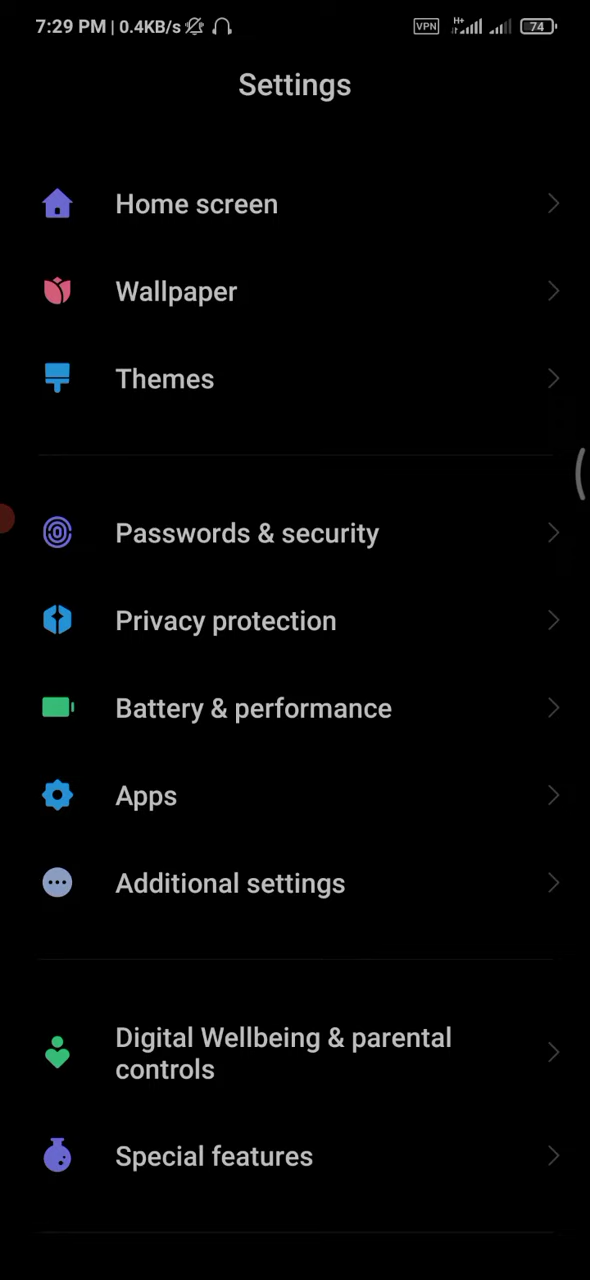 7:29 PM | 0.4KB/s VPN H+ 74
Settings
Home screen
Wallpaper
Themes
Passwords & security
Privacy protection
Battery & performance
Apps
Additional settings
Digital Wellbeing & parental
controls
Special features